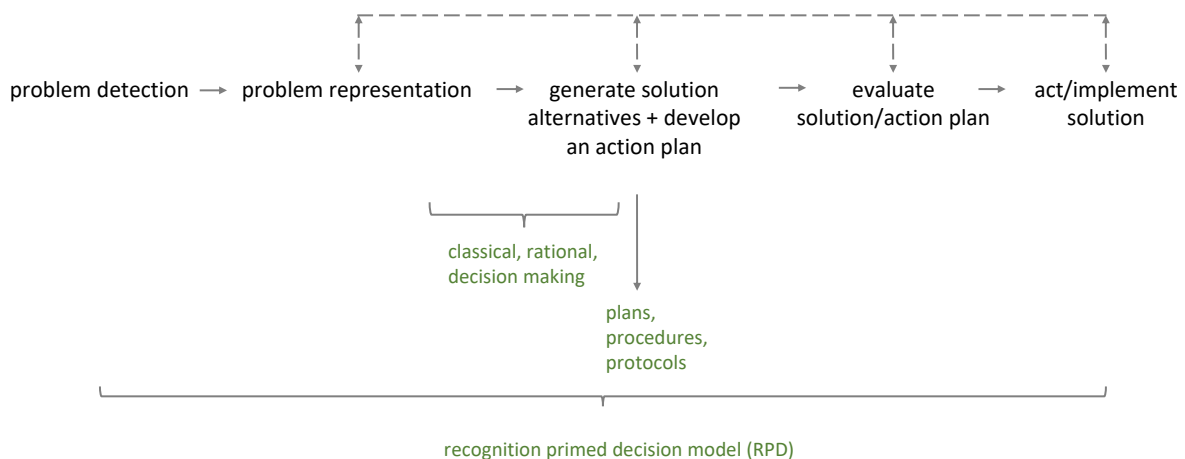 problem detection
problem representation
generate solution
alternatives + develop
an action plan
evaluate
solution/action plan
act/implement
solution
classical, rational,
decision making
plans,
procedures,
protocols
recognition primed decision model (RPD)